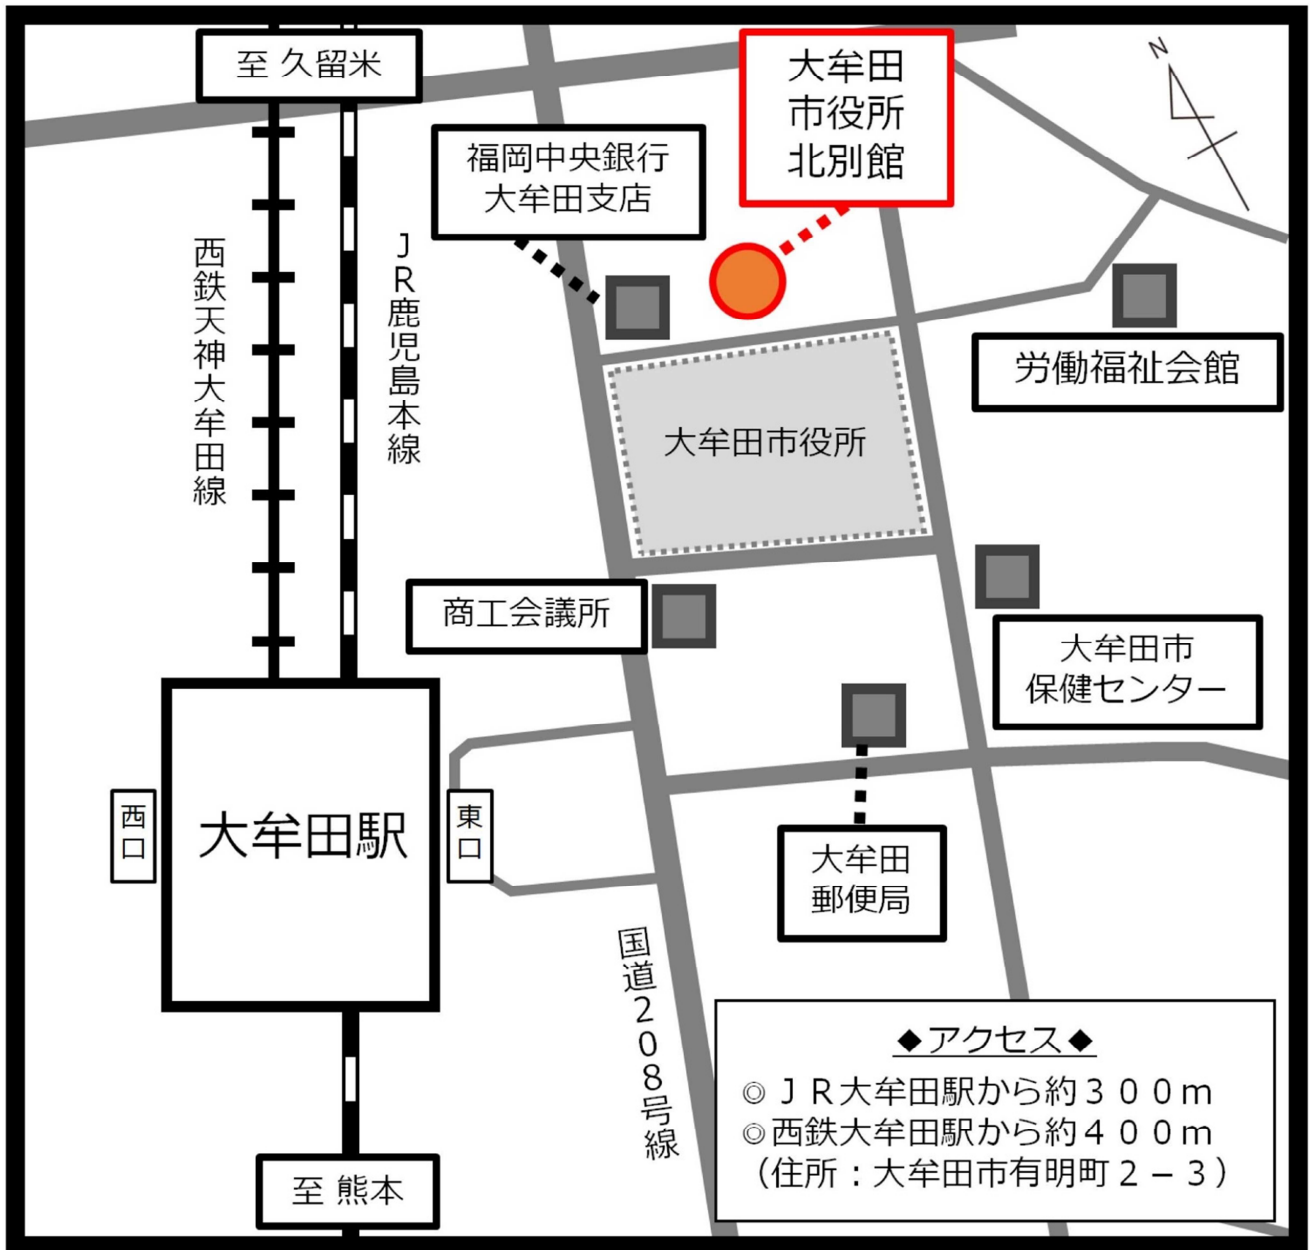 至 久留米
大牟田
市役所
北別館
N
福岡中央銀行
大牟田支店
西鉄天神大牟田線
ＪＲ鹿児島本線
労働福祉会館
大牟田市役所
商工会議所
大牟田市
保健センター
西口
大牟田駅
東口
大牟田
郵便局
国道２０８号線
至 熊本
◆アクセス◆
◎ＪＲ大牟田駅から約３００ｍ
◎西鉄大牟田駅から約４００ｍ
（住所：大牟田市有明町２－３）